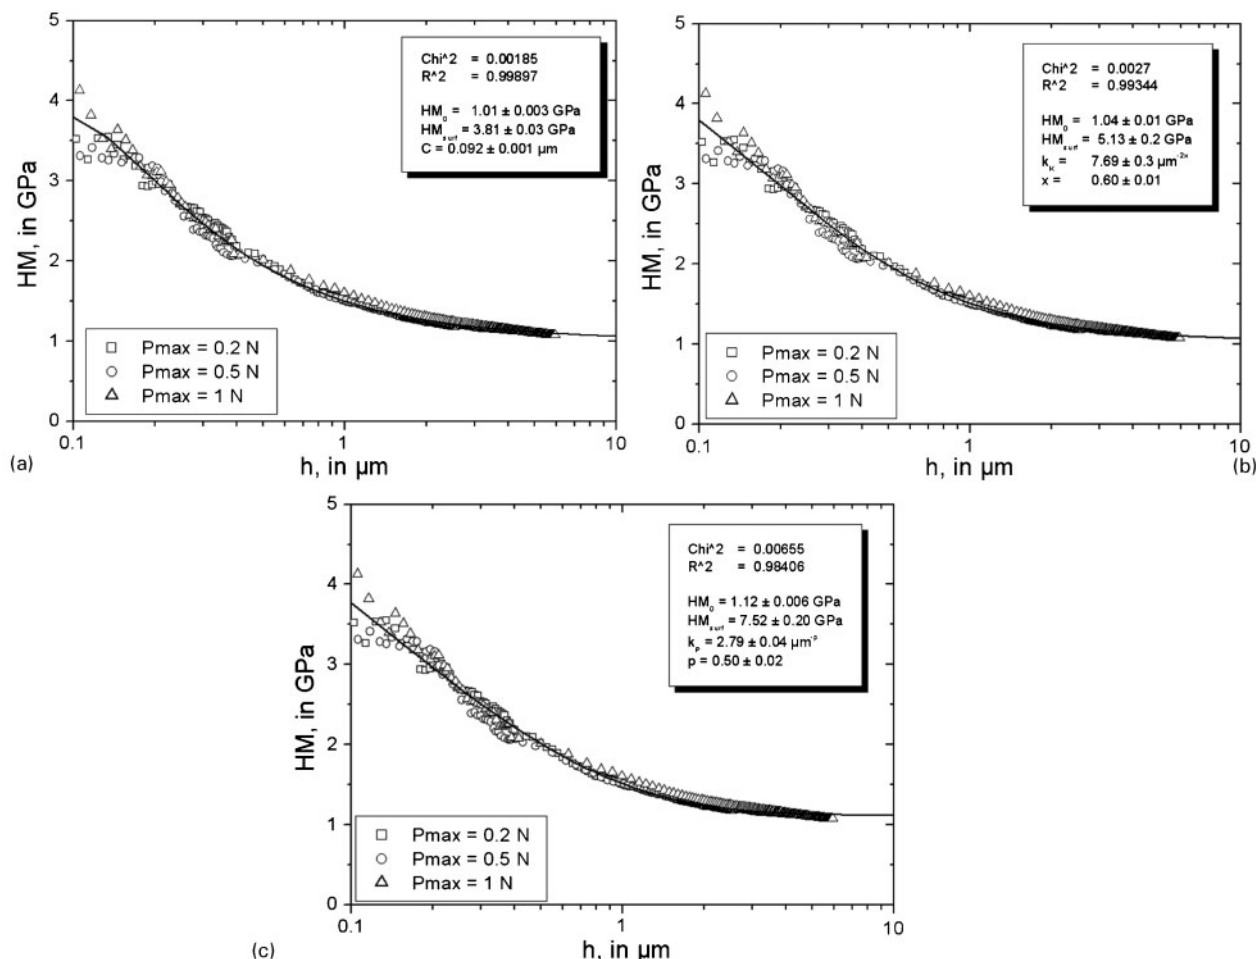 5
4
3
2
1
0
HM, in GPa
Chi^2 = 0.00185
R^2 = 0.99897
HM0 = 1.01 ± 0.003 GPa
HMsurf = 3.81 ± 0.03 GPa
C = 0.092 ± 0.001 µm
Pmax = 0.2 N
Pmax = 0.5 N
Pmax = 1 N
0.1 1 10
h, in µm
(a)
5
4
3
2
1
0
HM, in GPa
Chi^2 = 0.0027
R^2 = 0.99344
HM0 = 1.04 ± 0.01 GPa
HMsurf = 5.13 ± 0.2 GPa
k = 7.69 ± 0.3 µm-2x
x = 0.60 ± 0.01
Pmax = 0.2 N
Pmax = 0.5 N
Pmax = 1 N
0.1 1 10
h, in µm
(b)
5
4
3
2
1
0
HM, in GPa
Chi^2 = 0.00655
R^2 = 0.98406
HM0 = 1.12 ± 0.006 GPa
HMsurf = 7.52 ± 0.20 GPa
kp = 2.79 ± 0.04 µm-p
p = 0.50 ± 0.02
Pmax = 0.2 N
Pmax = 0.5 N
Pmax = 1 N
0.1 1 10
h, in µm
(c)